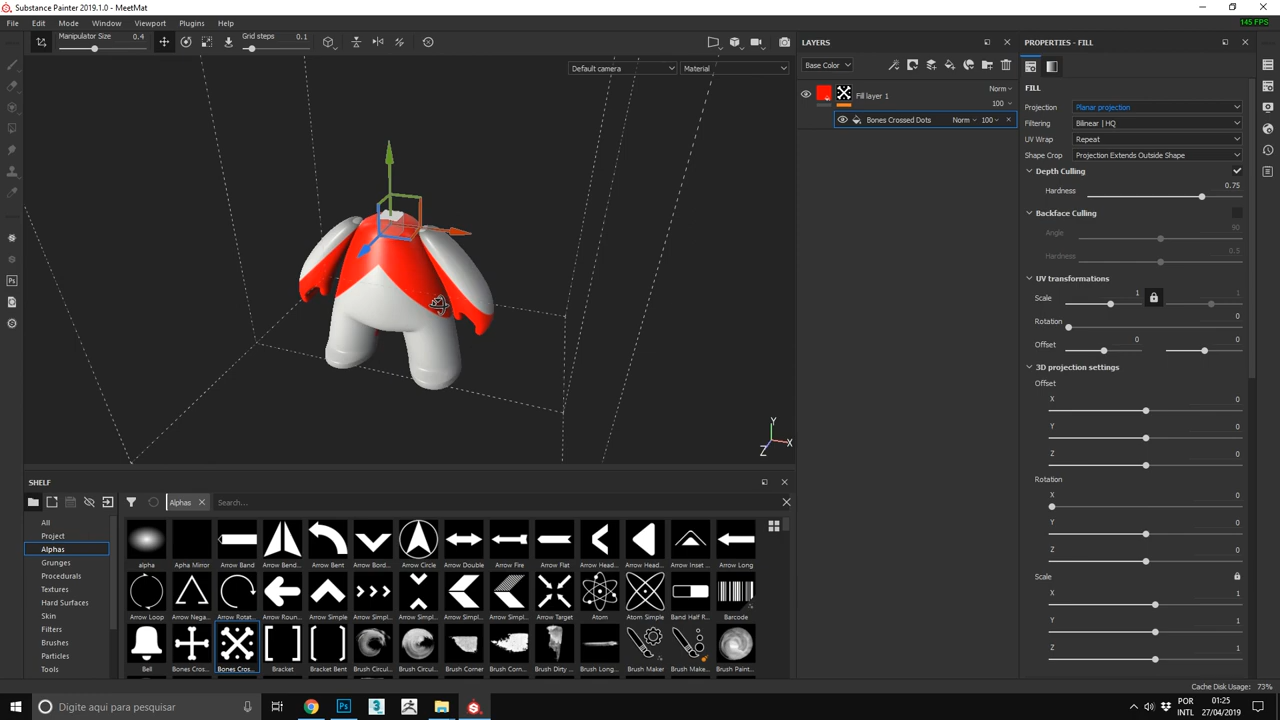 Substance Painter 2019.1.0 - MeetMat
File Edit Mode Window Viewport Plugins Help
145 FPS
Manipulator Size 0.4 Grid steps 0.1
Default camera Material
LAYERS
Base Color
Fill layer 1 Norm
100
Bones Crossed Dots Norm 100
PROPERTIES - FILL
FILL
Projection Planar projection
Filtering Bilinear | HQ
UV Wrap Repeat
Shape Crop Projection Extends Outside Shape
Depth Culling
Hardness 0.75
Backface Culling
Angle 90
Hardness 0.5
UV transformations
Scale 1 1
Rotation 0
Offset 0 0
3D projection settings
Offset
X 0
Y 0
Z 0
Rotation
X 0
Y 0
Z 0
Scale
X 1
Y 1
Z 1
Y
Z X
SHELF
Alphas Search...
All
Project
Alphas
Grunges
Procedurals
Textures
Hard Surfaces
Skin
Filters
Brushes
Particles
Tools
alpha Apha Mirror Arrow Band Arrow Bend... Arrow Bent Arrow Bord... Arrow Circle Arrow Double Arrow Fire Arrow Flat Arrow Head... Arrow Head... Arrow Inset ... Arrow Long
Arrow Loop Arrow Nega... Arrow Rotat... Arrow Roun... Arrow Simple Arrow Simpl... Arrow Simpl... Arrow Simpl... Arrow Simpl... Arrow Target Atom Atom Simple Band Half R... Barcode
Bell Bones Cros... Bones Cros... Bracket Bracket Bent Brush Circul... Brush Circul... Brush Corner Brush Corn... Brush Dirty ... Brush Long... Brush Maker Brush Make... Brush Paint...
Cache Disk Usage: 73%
Digite aqui para pesquisar
Ps
POR 01:25
INTL 27/04/2019